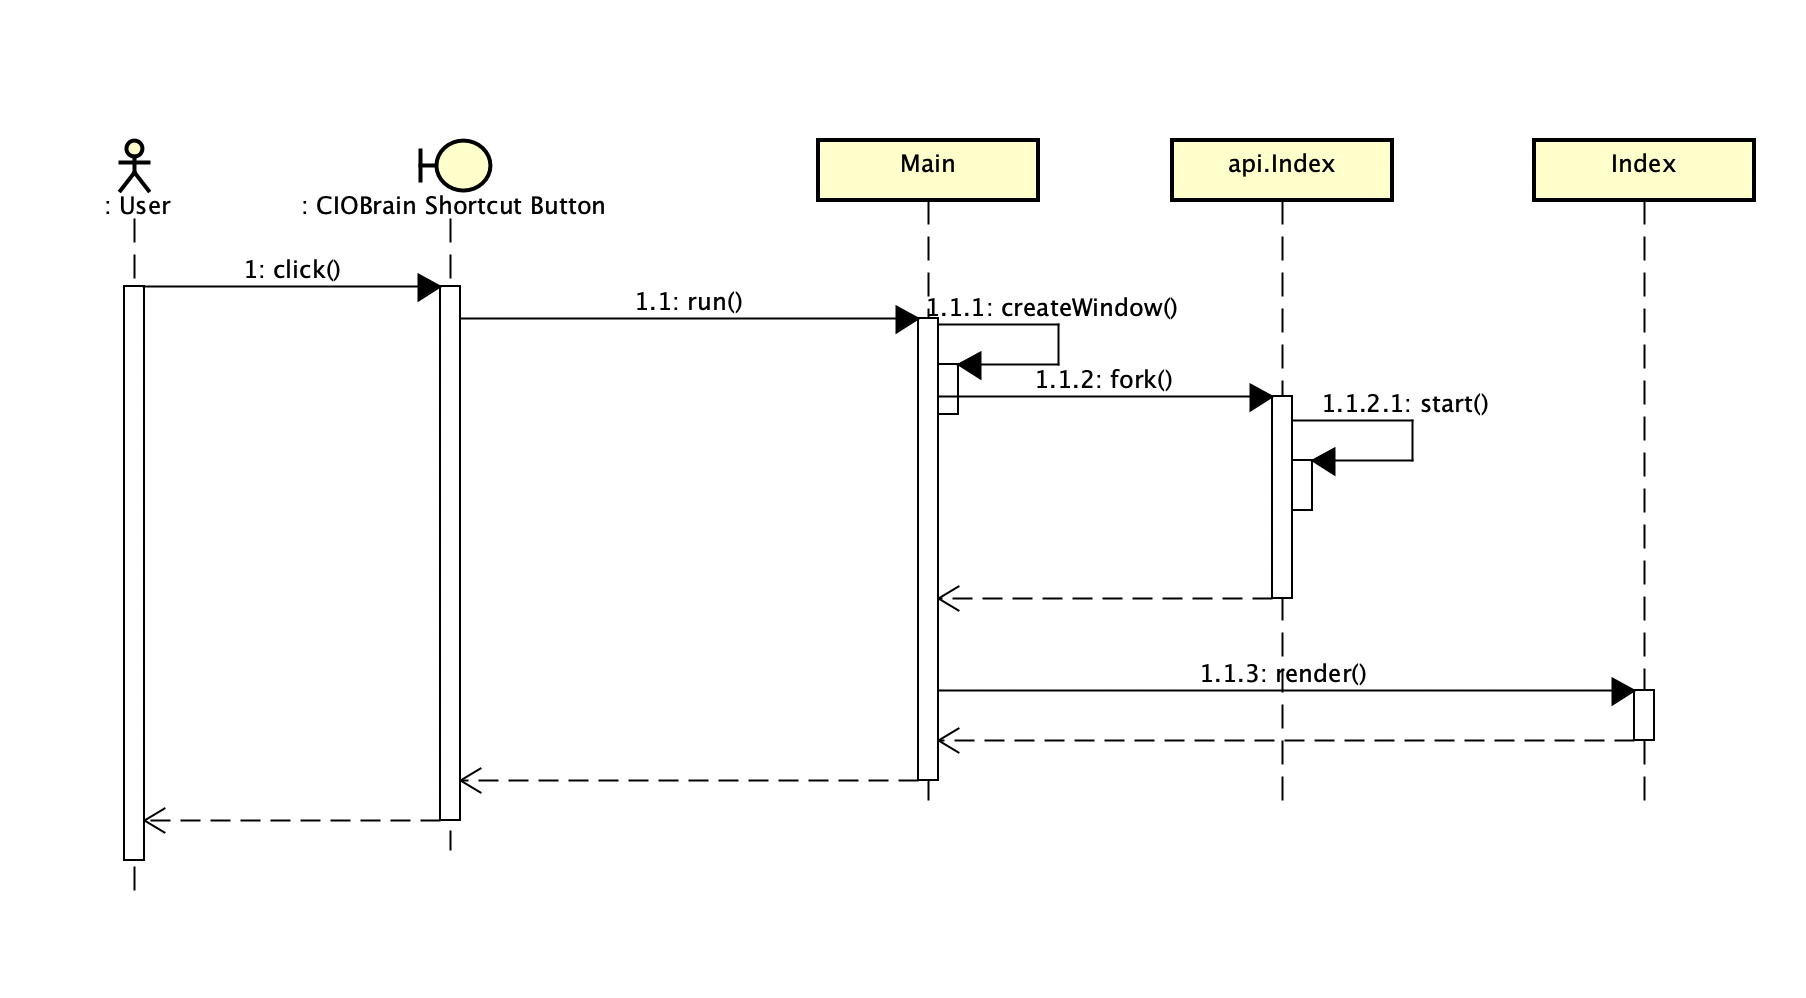 Main
api.Index
Index
: User
: CIOBrain Shortcut Button
1: click()
1.1: run()
1.1.1: createWindow()
1.1.2: fork()
1.1.2.1: start()
1.1.3: render()